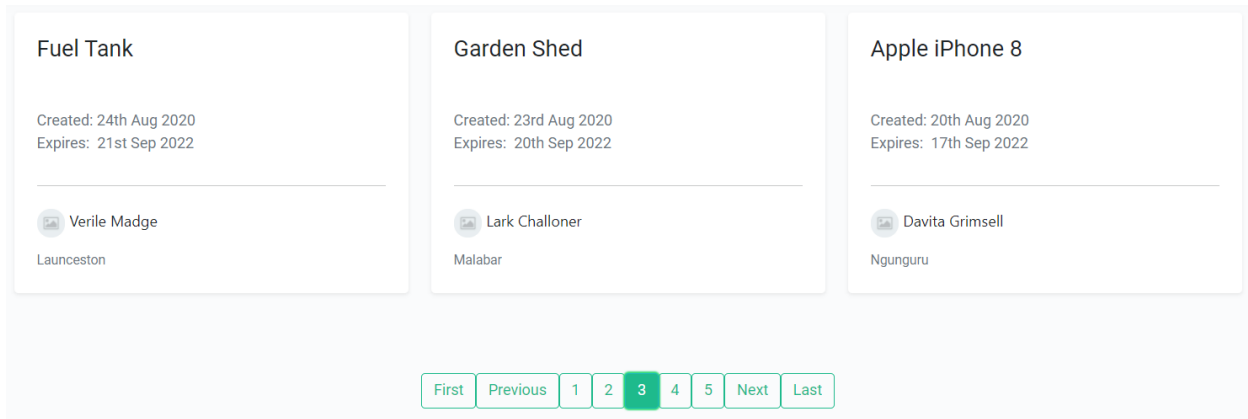 Fuel Tank
Created: 24th Aug 2020
Expires: 21st Sep 2022
Verile Madge
Launceston
Garden Shed
Created: 23rd Aug 2020
Expires: 20th Sep 2022
Lark Challoner
Malabar
Apple iPhone 8
Created: 20th Aug 2020
Expires: 17th Sep 2022
Davita Grimsell
Ngunguru
First Previous 1 2 3 4 5 Next Last